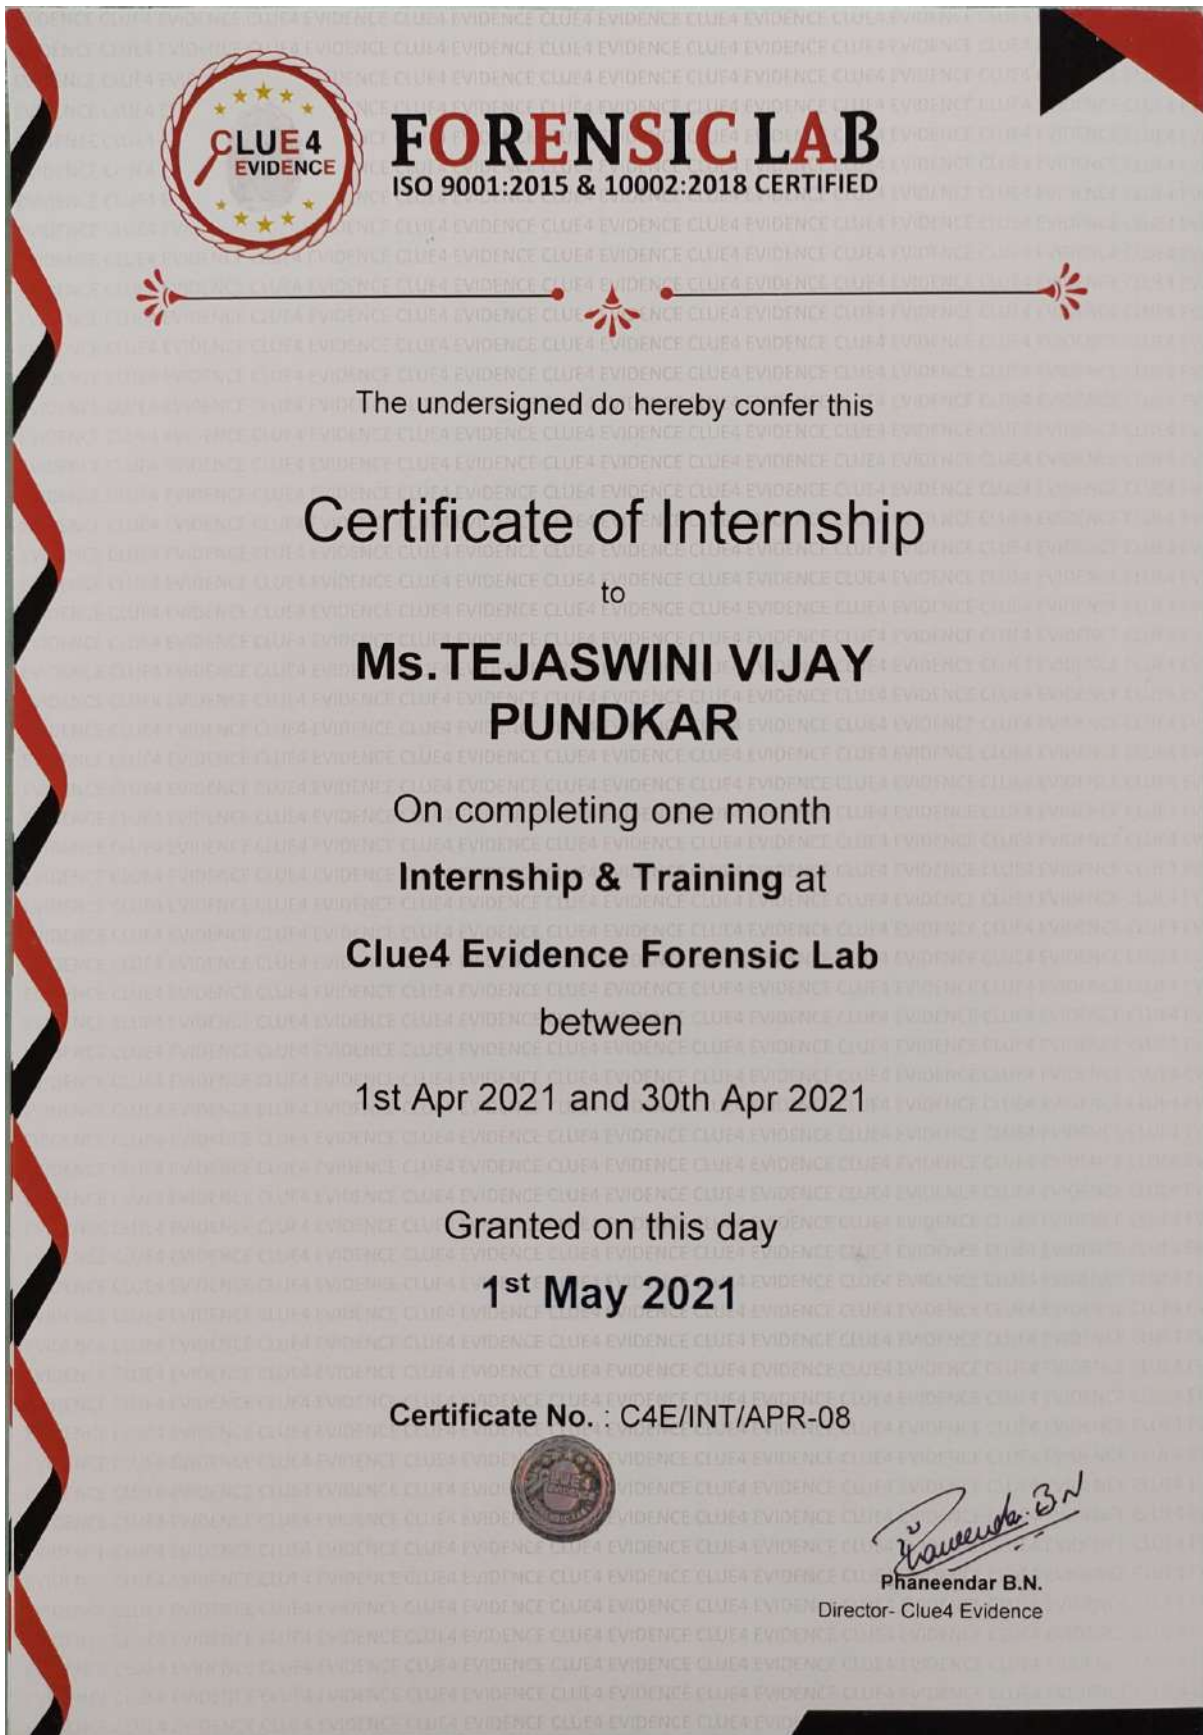 CLUE4
EVIDENCE
FORENSIC LAB
ISO 9001:2015 & 10002:2018 CERTIFIED
The undersigned do hereby confer this
Certificate of Internship
to
Ms.TEJASWINI VIJAY
PUNDKAR
On completing one month
Internship & Training at
Clue4 Evidence Forensic Lab
between
1st Apr 2021 and 30th Apr 2021
Granted on this day
1st May 2021
Certificate No. : C4E/INT/APR-08
Phaneendar B.N
Phaneendar B.N.
Director- Clue4 Evidence